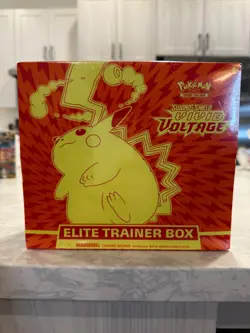 Pokémon
SWORD & SHIELD
VIVID
VOLTAGE
ELITE TRAINER BOX
WARNING: